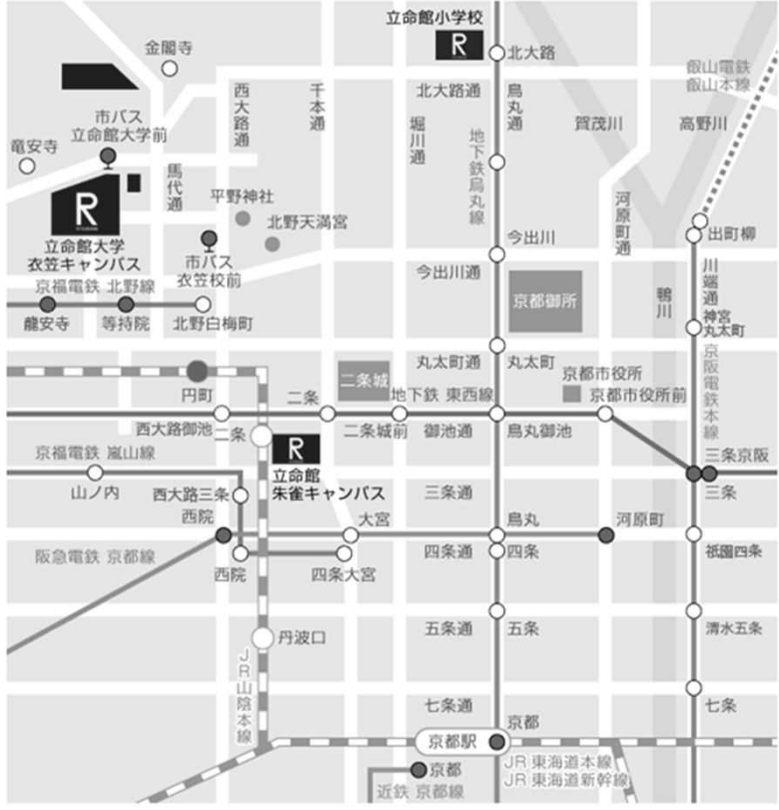 立命館小学校
R
北大路
叡山電鉄
叡山本線
金閣寺
北大路通
烏丸通
西大路通
千本通
堀川通
地下鉄烏丸線
賀茂川
高野川
市バス
立命館大学前
竜安寺
馬代通
R
立命館大学
衣笠キャンパス
平野神社
北野天満宮
市バス
衣笠校前
河原町通
出町柳
今出川
今出川通
川端通
鴨川
京都御所
神宮
丸太町
京福電鉄 北野線
龍安寺
等持院
北野白梅町
丸太町通
丸太町
京阪電鉄本線
円町
二条城
京都市役所
京都市役所前
二条
地下鉄 東西線
西大路御池
二条
二条城前
御池通
烏丸御池
R
立命館
朱雀キャンパス
京福電鉄 嵐山線
山ノ内
西大路三条
三条通
三条京阪
三条
西院
大宮
烏丸
河原町
阪急電鉄 京都線
西院
四条大宮
四条通
四条
祇園四条
丹波口
五条通
五条
清水五条
JR山陰本線
七条通
七条
京都
京都駅
JR 東海道本線
JR 東海道新幹線
京都
近鉄 京都線